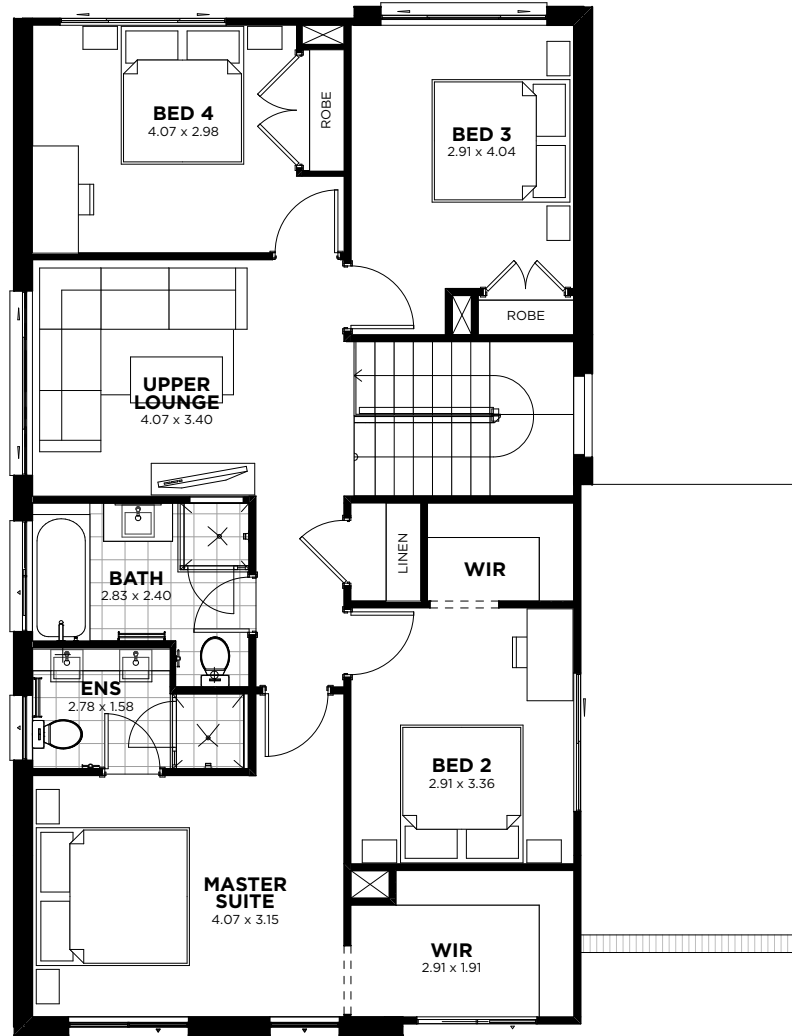 BED 4
4.07 x 2.98
ROBE
BED 3
2.91 x 4.04
ROBE
UPPER
LOUNGE
4.07 x 3.40
LINEN
WIR
BATH
2.83 x 2.40
ENS
2.78 x 1.58
BED 2
2.91 x 3.36
MASTER
SUITE
4.07 x 3.15
WIR
2.91 x 1.91